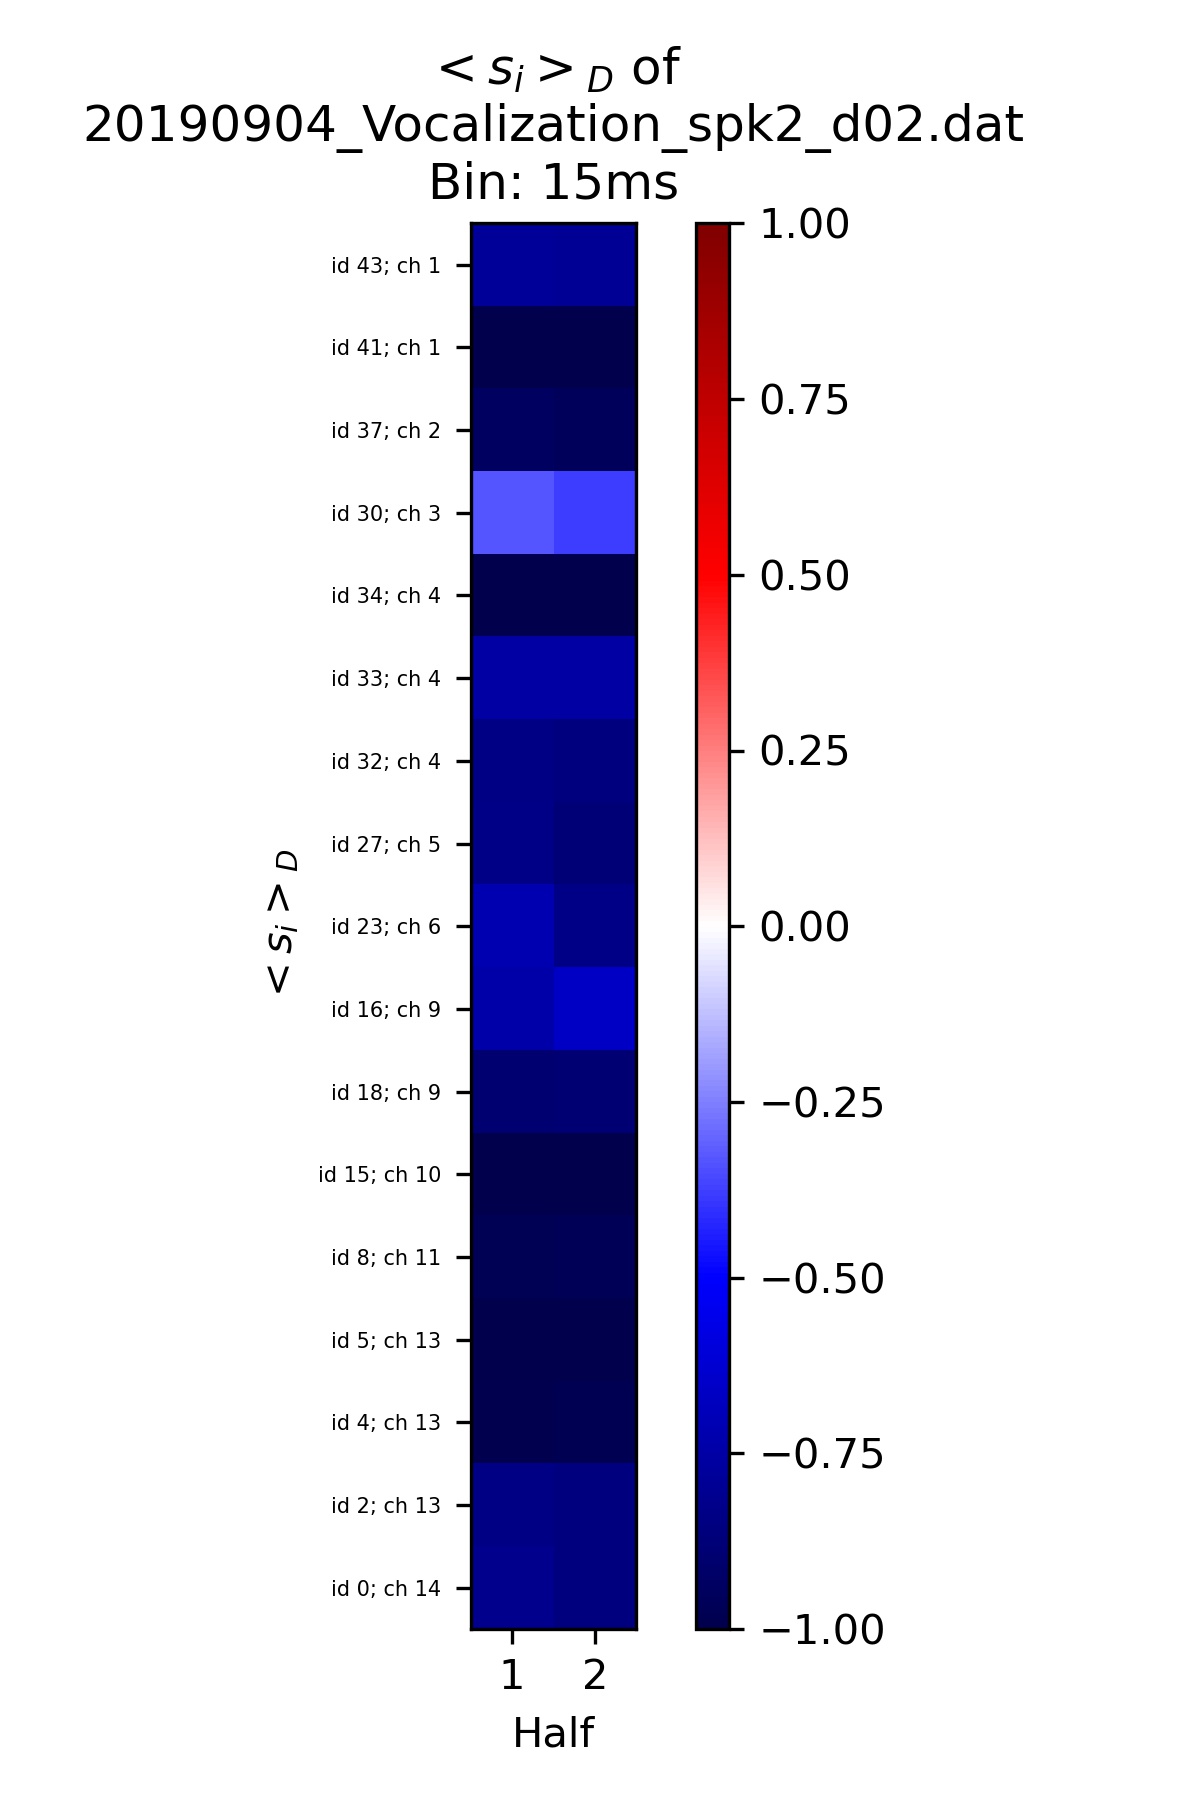 < s_i >_D of
20190904_Vocalization_spk2_d02.dat
Bin: 15ms
id 43; ch 1
id 41; ch 1
id 37; ch 2
id 30; ch 3
id 34; ch 4
id 33; ch 4
id 32; ch 4
id 27; ch 5
id 23; ch 6
id 16; ch 9
id 18; ch 9
id 15; ch 10
id 8; ch 11
id 5; ch 13
id 4; ch 13
id 2; ch 13
id 0; ch 14
< s_i >_D
1 2
Half
1.00
0.75
0.50
0.25
0.00
−0.25
−0.50
−0.75
−1.00